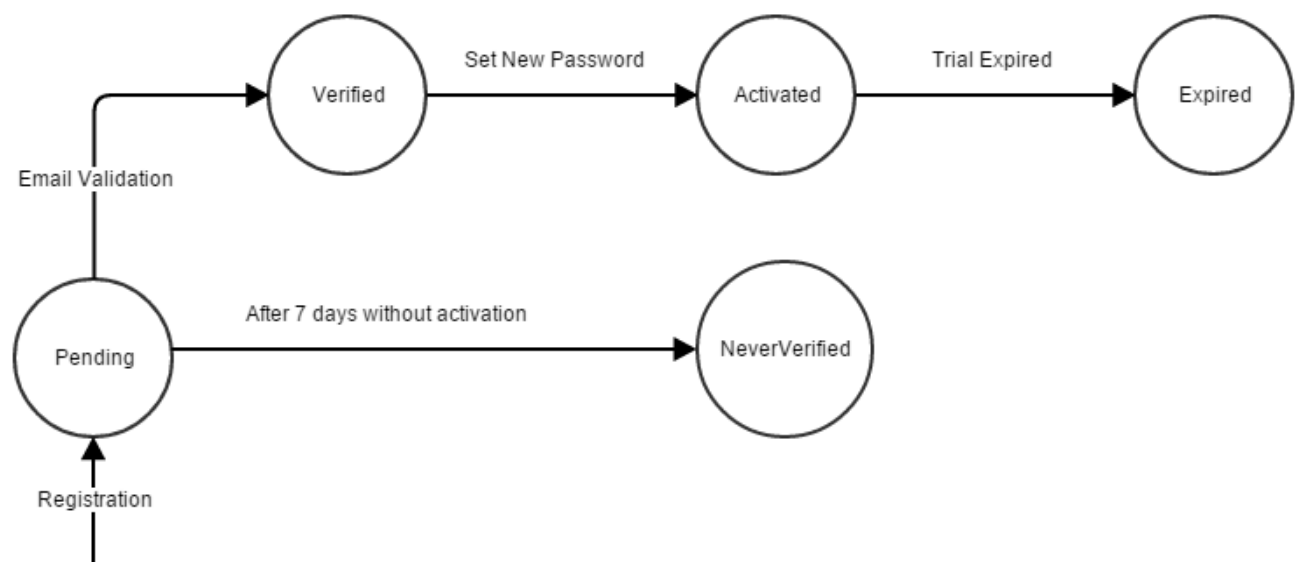 Set New Password
Trial Expired
Verified
Activated
Expired
Email Validation
After 7 days without activation
Pending
NeverVerified
Registration